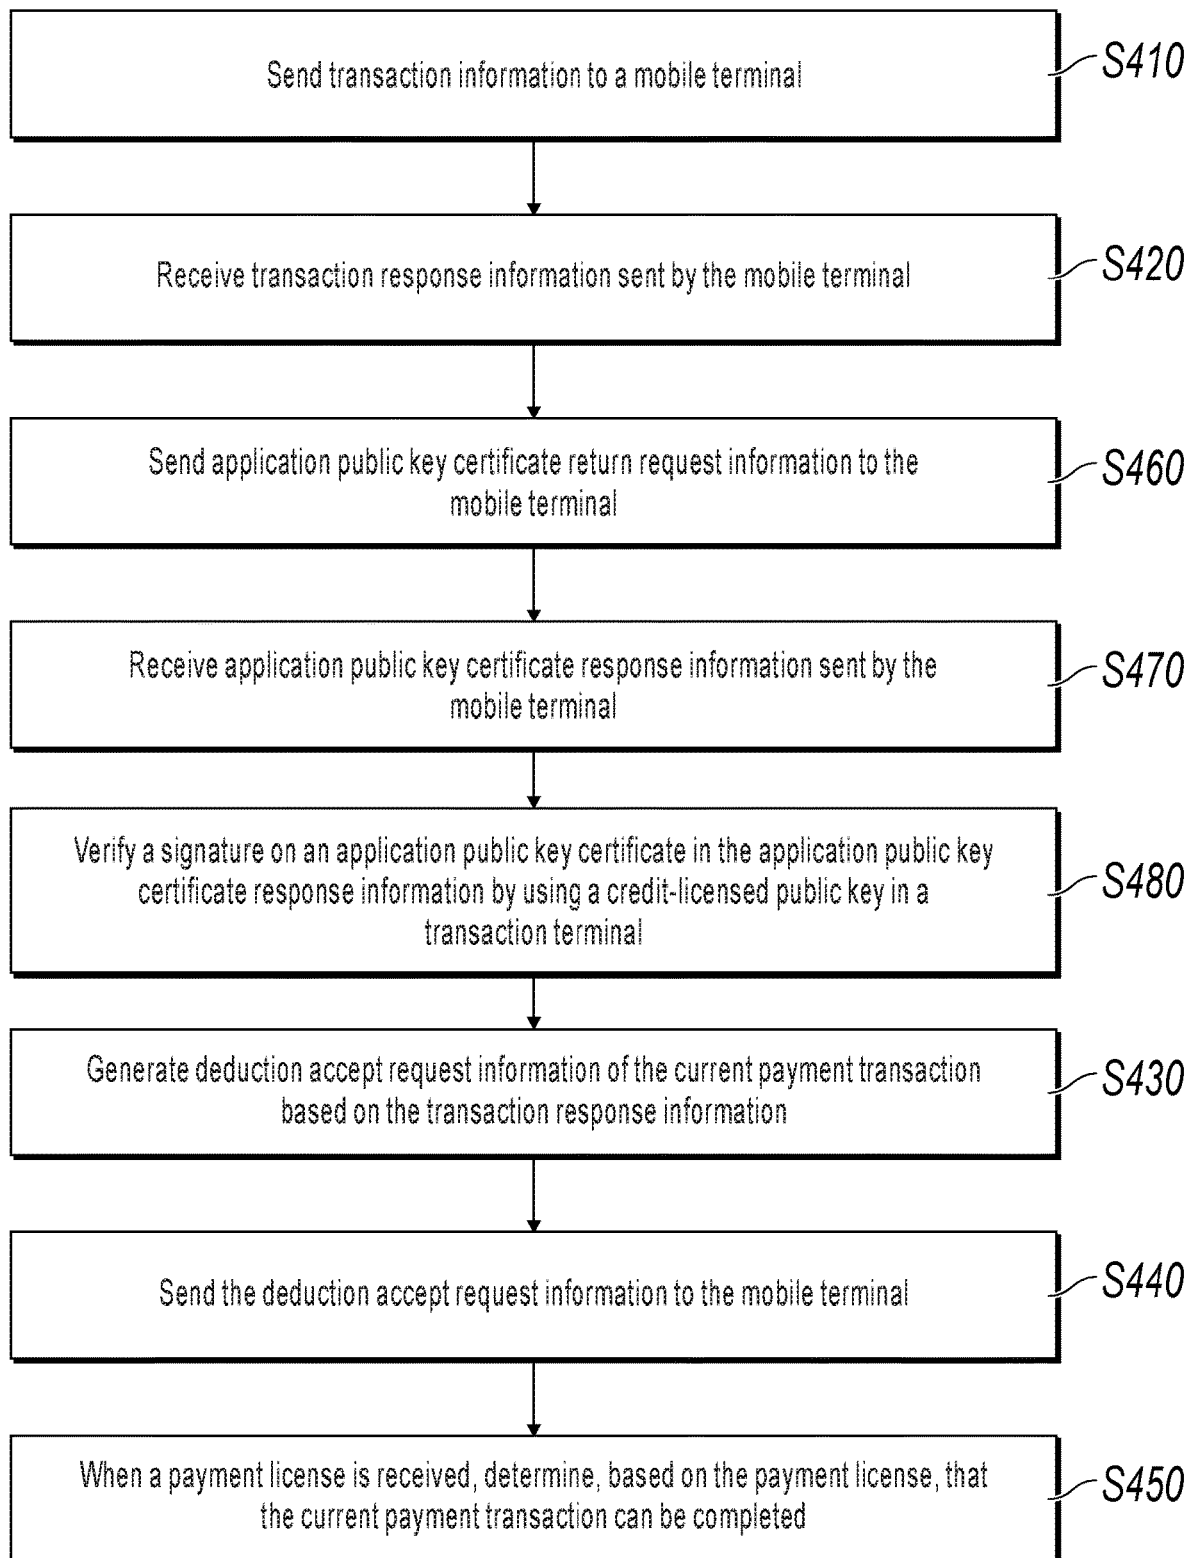 Send transaction information to a mobile terminal
S410
Receive transaction response information sent by the mobile terminal
S420
Send application public key certificate return request information to the
mobile terminal
S460
Receive application public key certificate response information sent by the
mobile terminal
S470
Verify a signature on an application public key certificate in the application public key
certificate response information by using a credit-licensed public key in a
transaction terminal
S480
Generate deduction accept request information of the current payment transaction
based on the transaction response information
S430
Send the deduction accept request information to the mobile terminal
S440
When a payment license is received, determine, based on the payment license, that
the current payment transaction can be completed
S450